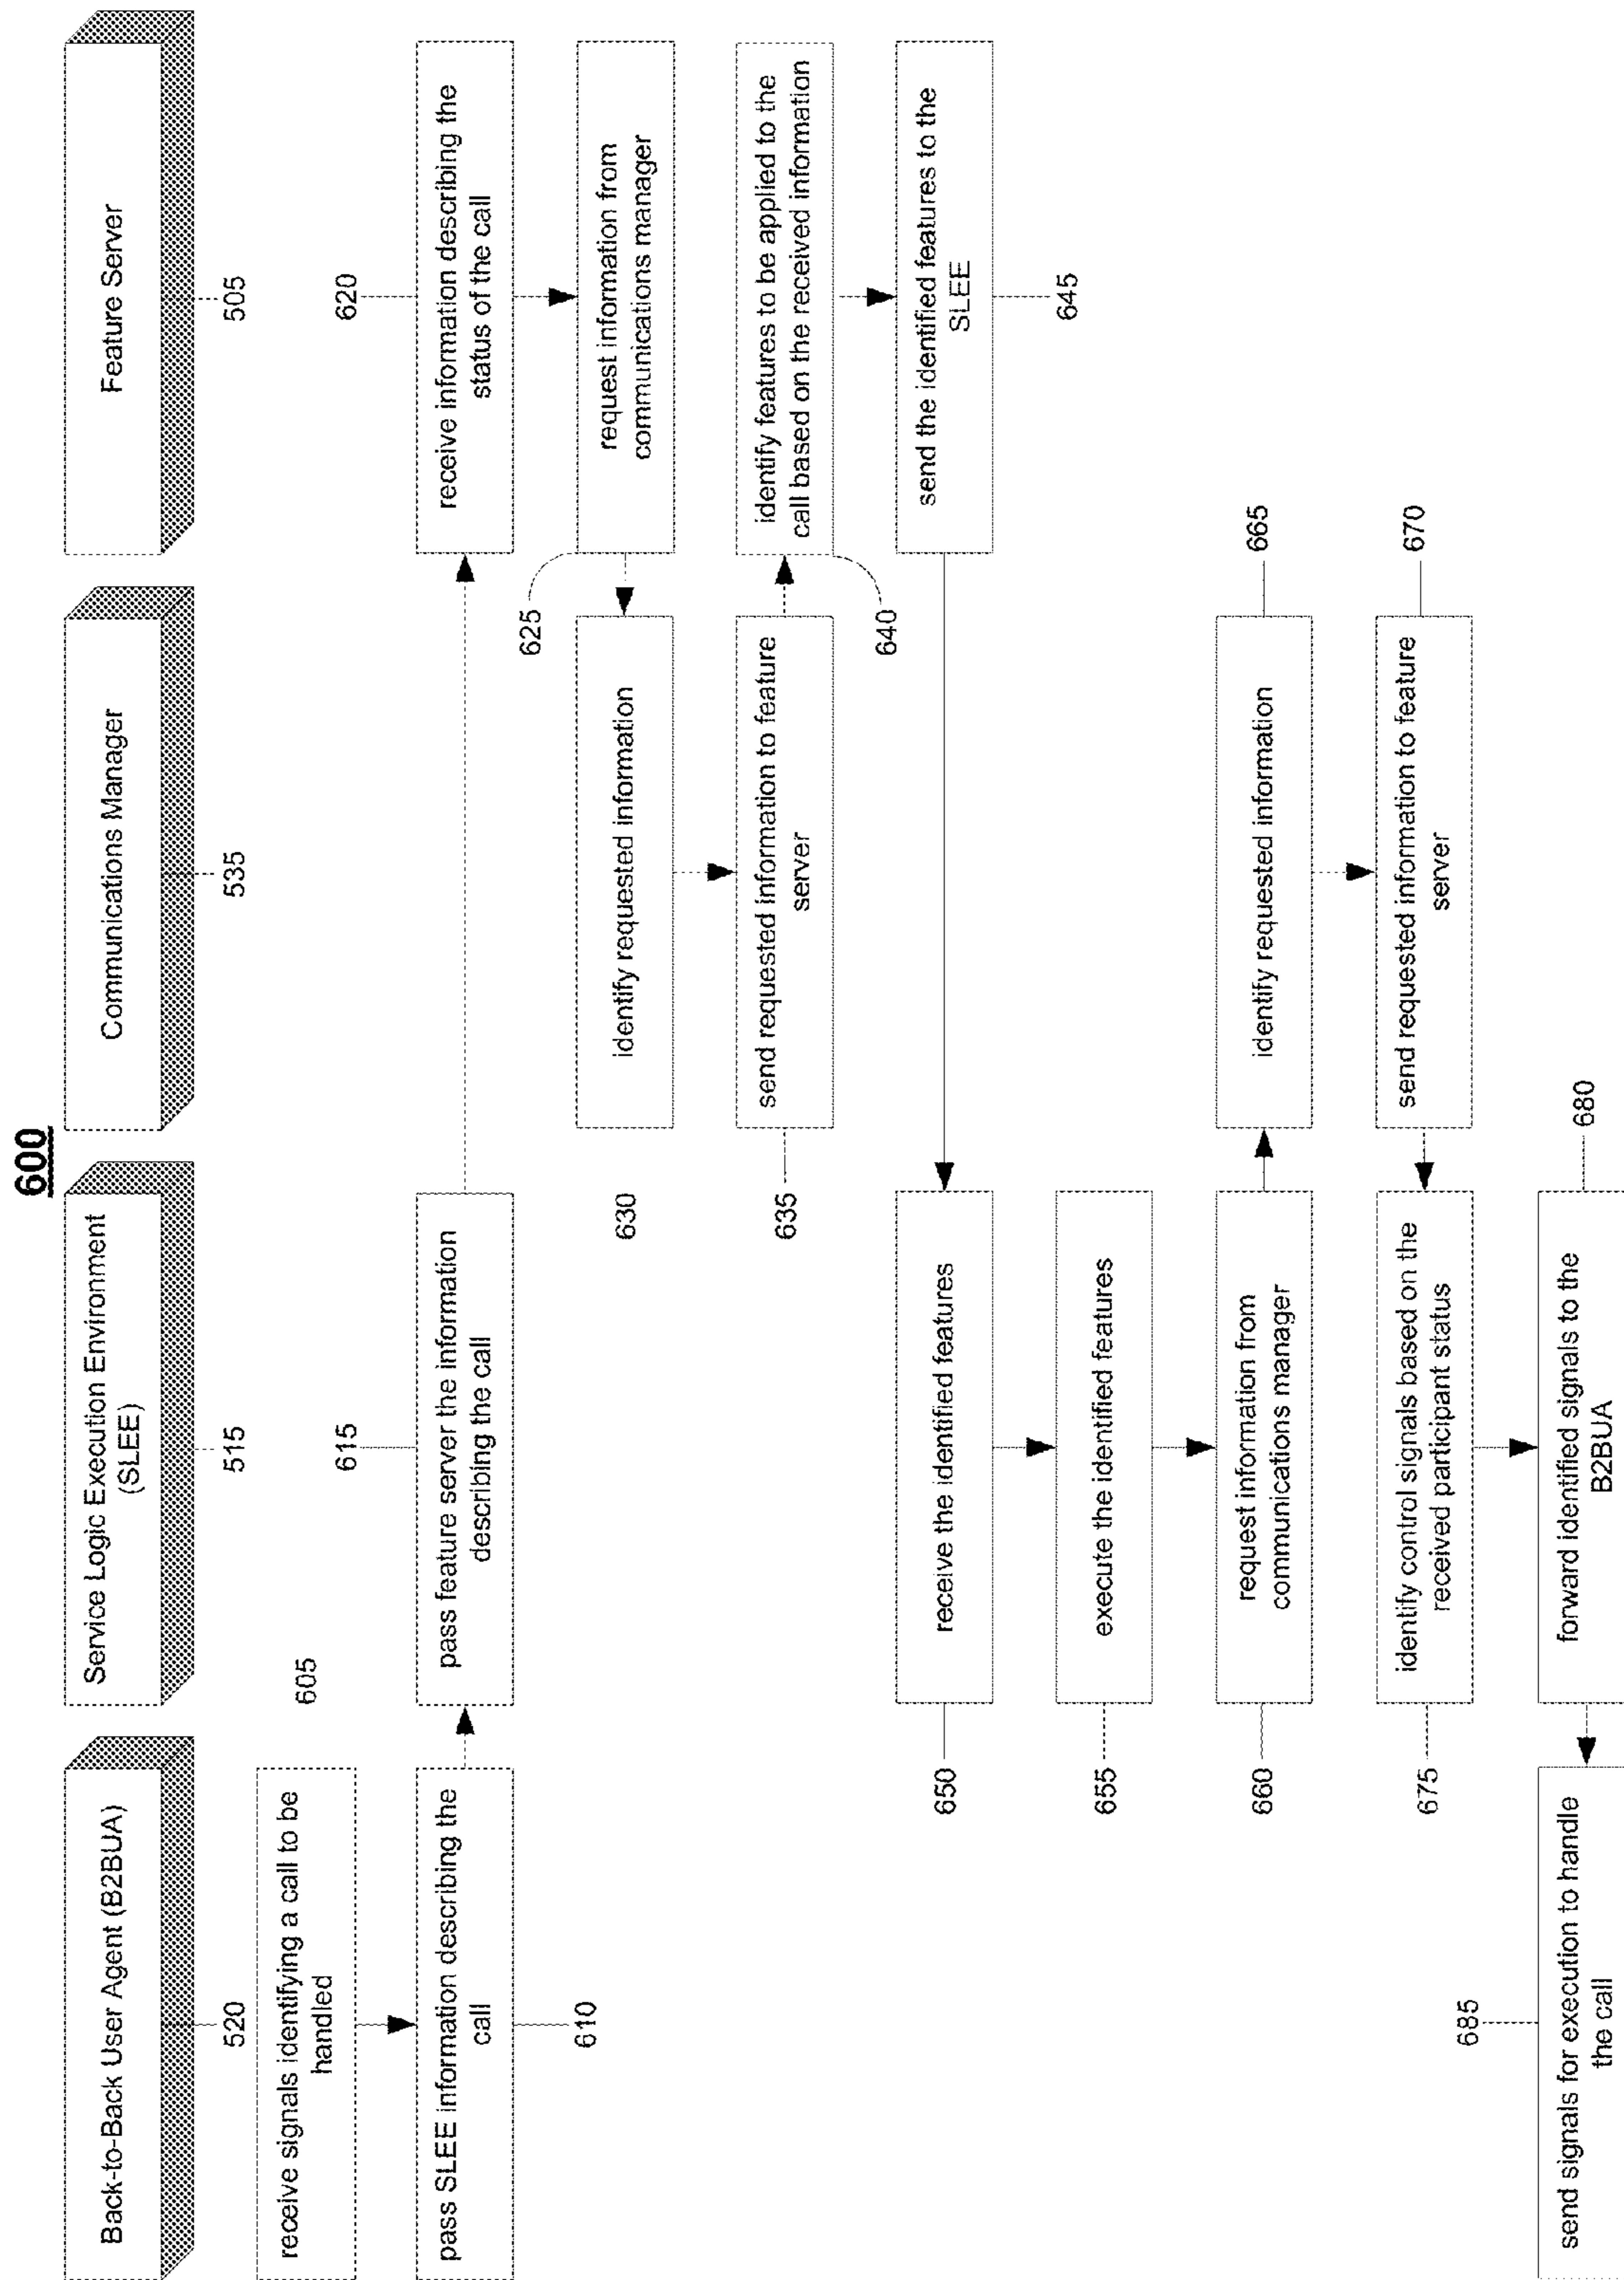 600
Back-to-Back User Agent (B2BUA)
520
Service Logic Execution Environment
(SLEE)
515
Communications Manager
535
Feature Server
505
605
receive signals identifying a call to be
handled
pass SLEE information describing the
call
610
615
pass feature server the information
describing the call
620
receive information describing the
status of the call
625
request information from
communications manager
identify requested information
630
send requested information to feature
server
635
identify features to be applied to the
call based on the received information
640
send the identified features to the
SLEE
645
receive the identified features
650
execute the identified features
655
request information from
communications manager
660
identify requested information
665
send requested information to feature
server
670
identify control signals based on the
received participant status
675
forward identified signals to the
B2BUA
680
685
send signals for execution to handle
the call